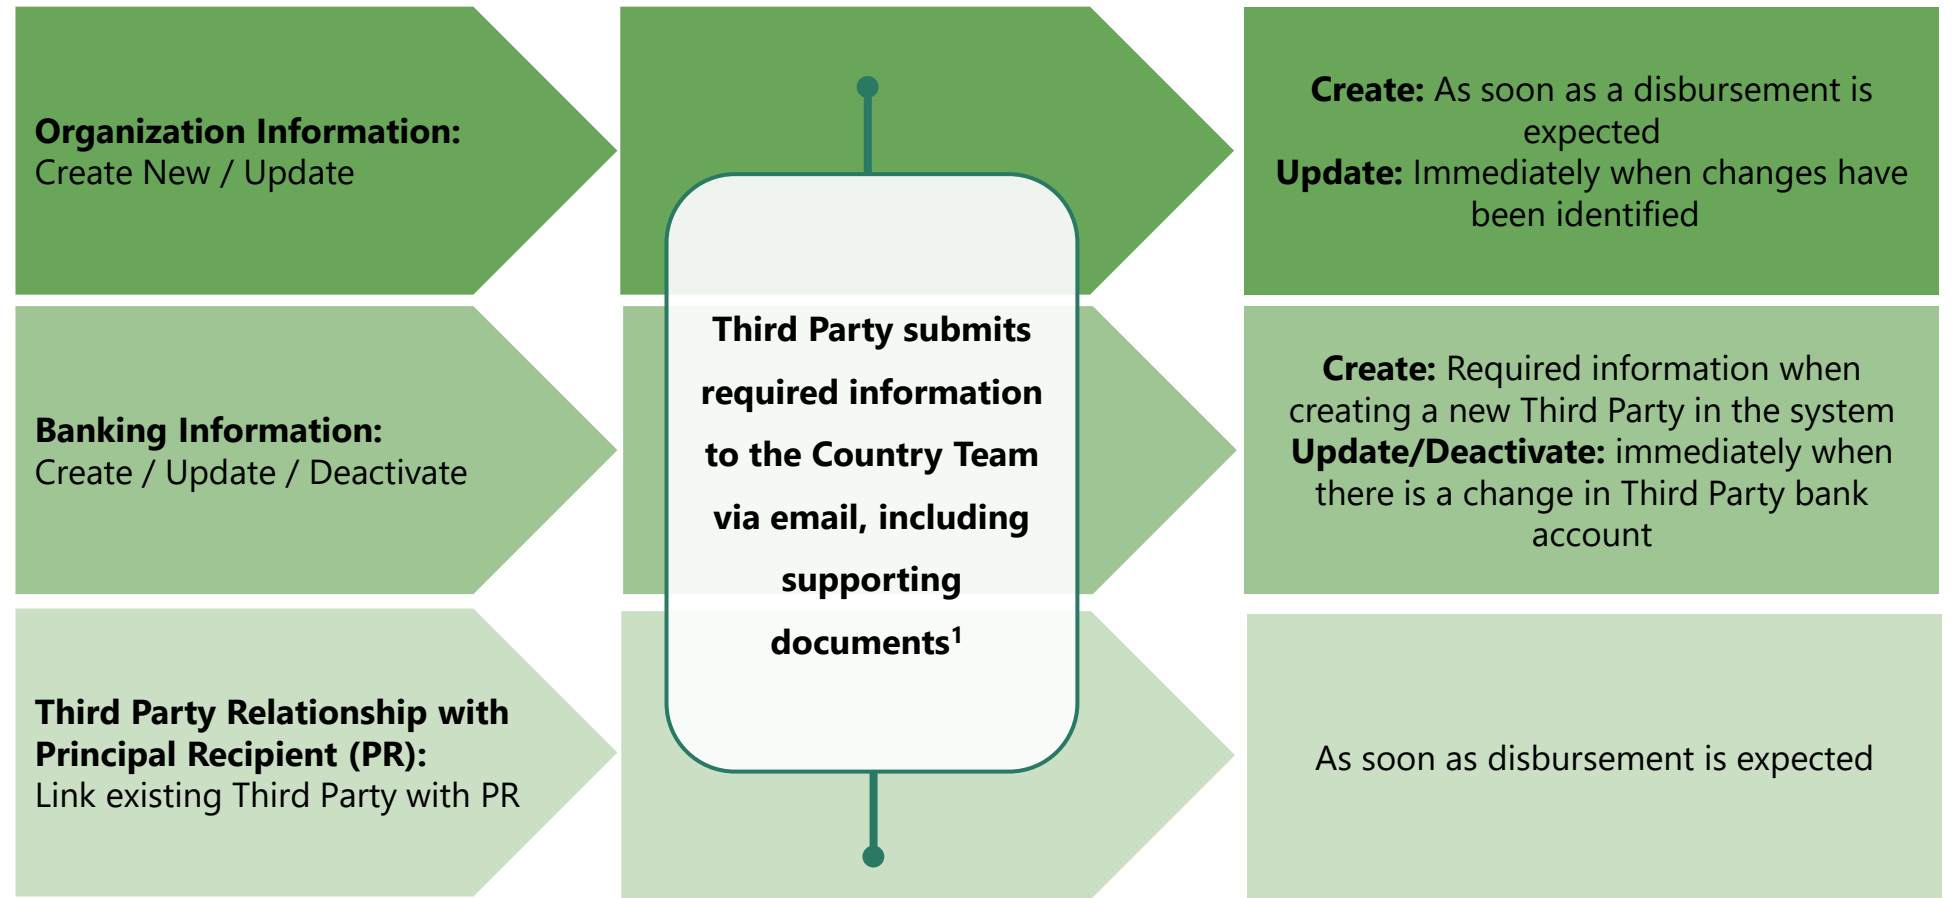 Organization Information:
Create New / Update
Create: As soon as a disbursement is
expected
Update: Immediately when changes have
been identified
Third Party submits
required information
to the Country Team
via email, including
supporting
documents¹
Banking Information:
Create / Update / Deactivate
Create: Required information when
creating a new Third Party in the system
Update/Deactivate: immediately when
there is a change in Third Party bank
account
Third Party Relationship with
Principal Recipient (PR):
Link existing Third Party with PR
As soon as disbursement is expected